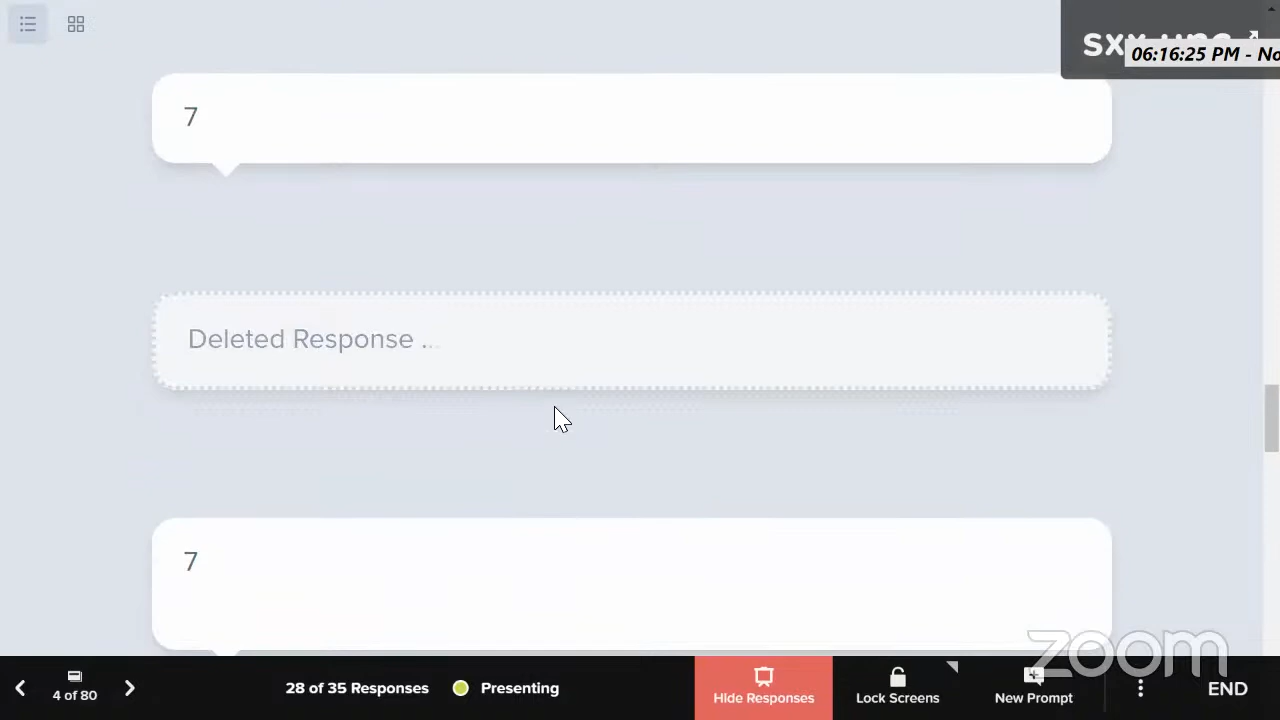 06:16:25 PM - No
7
Deleted Response ...
7
zoom
4 of 80
28 of 35 Responses
Presenting
Hide Responses
Lock Screens
New Prompt
END